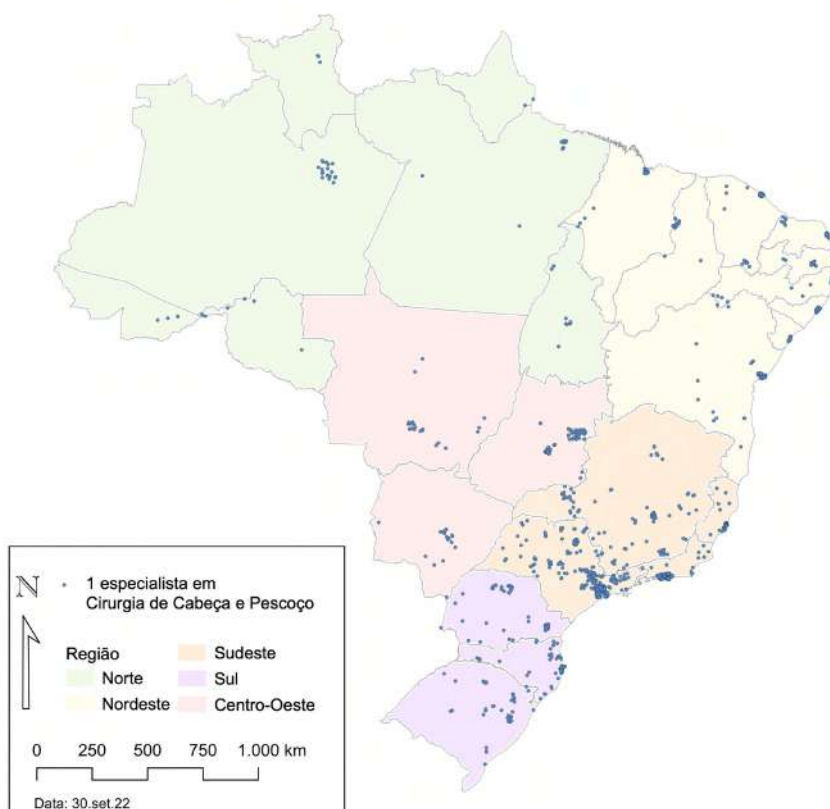 N
1 especialista em
Cirurgia de Cabeça e Pescoço
Região
Norte
Nordeste
Sudeste
Sul
Centro-Oeste
0 250 500 750 1.000 km
Data: 30.set.22